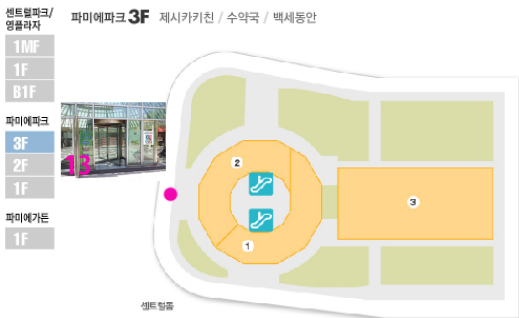 센트럴파크/
영플라자
1MF
1F
B1F
파미에파크
3F
2F
1F
파미에가든
1F
파미에파크 3F 제시카키친 / 수약국 / 백세동안
13
2
1
3
센트럴돔